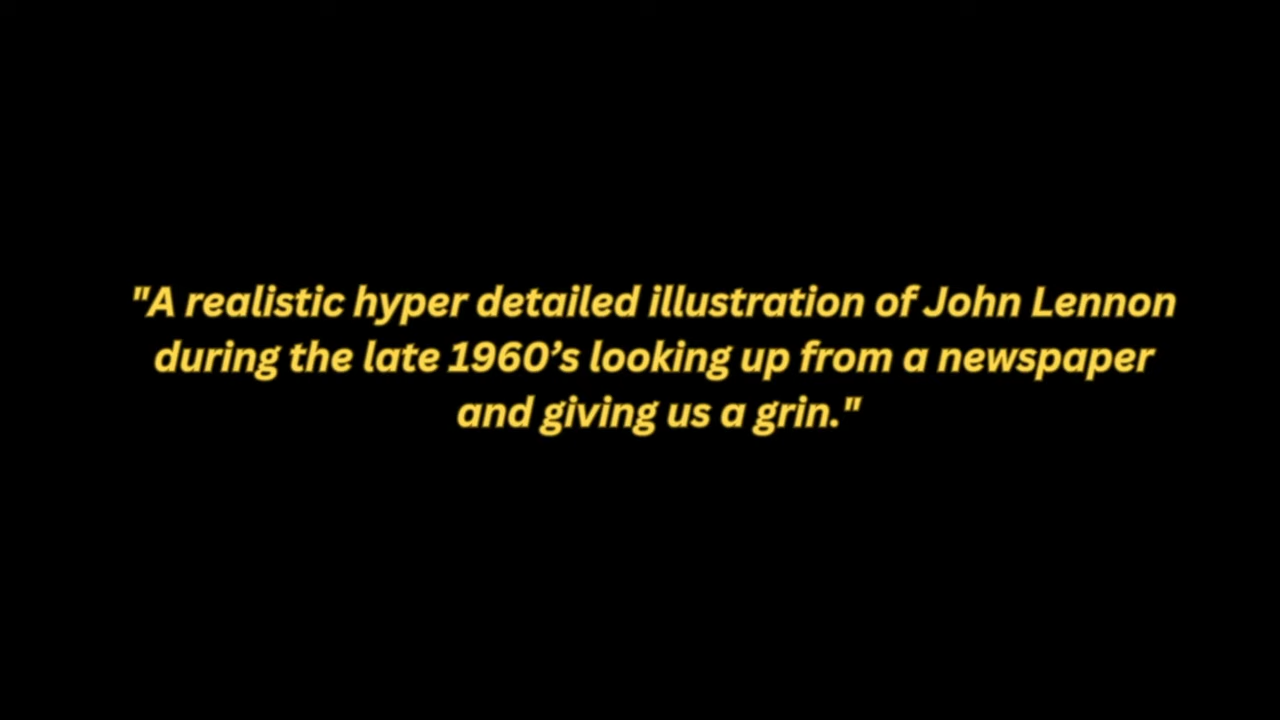 "A realistic hyper detailed illustration of John Lennon
during the late 1960’s looking up from a newspaper
and giving us a grin."